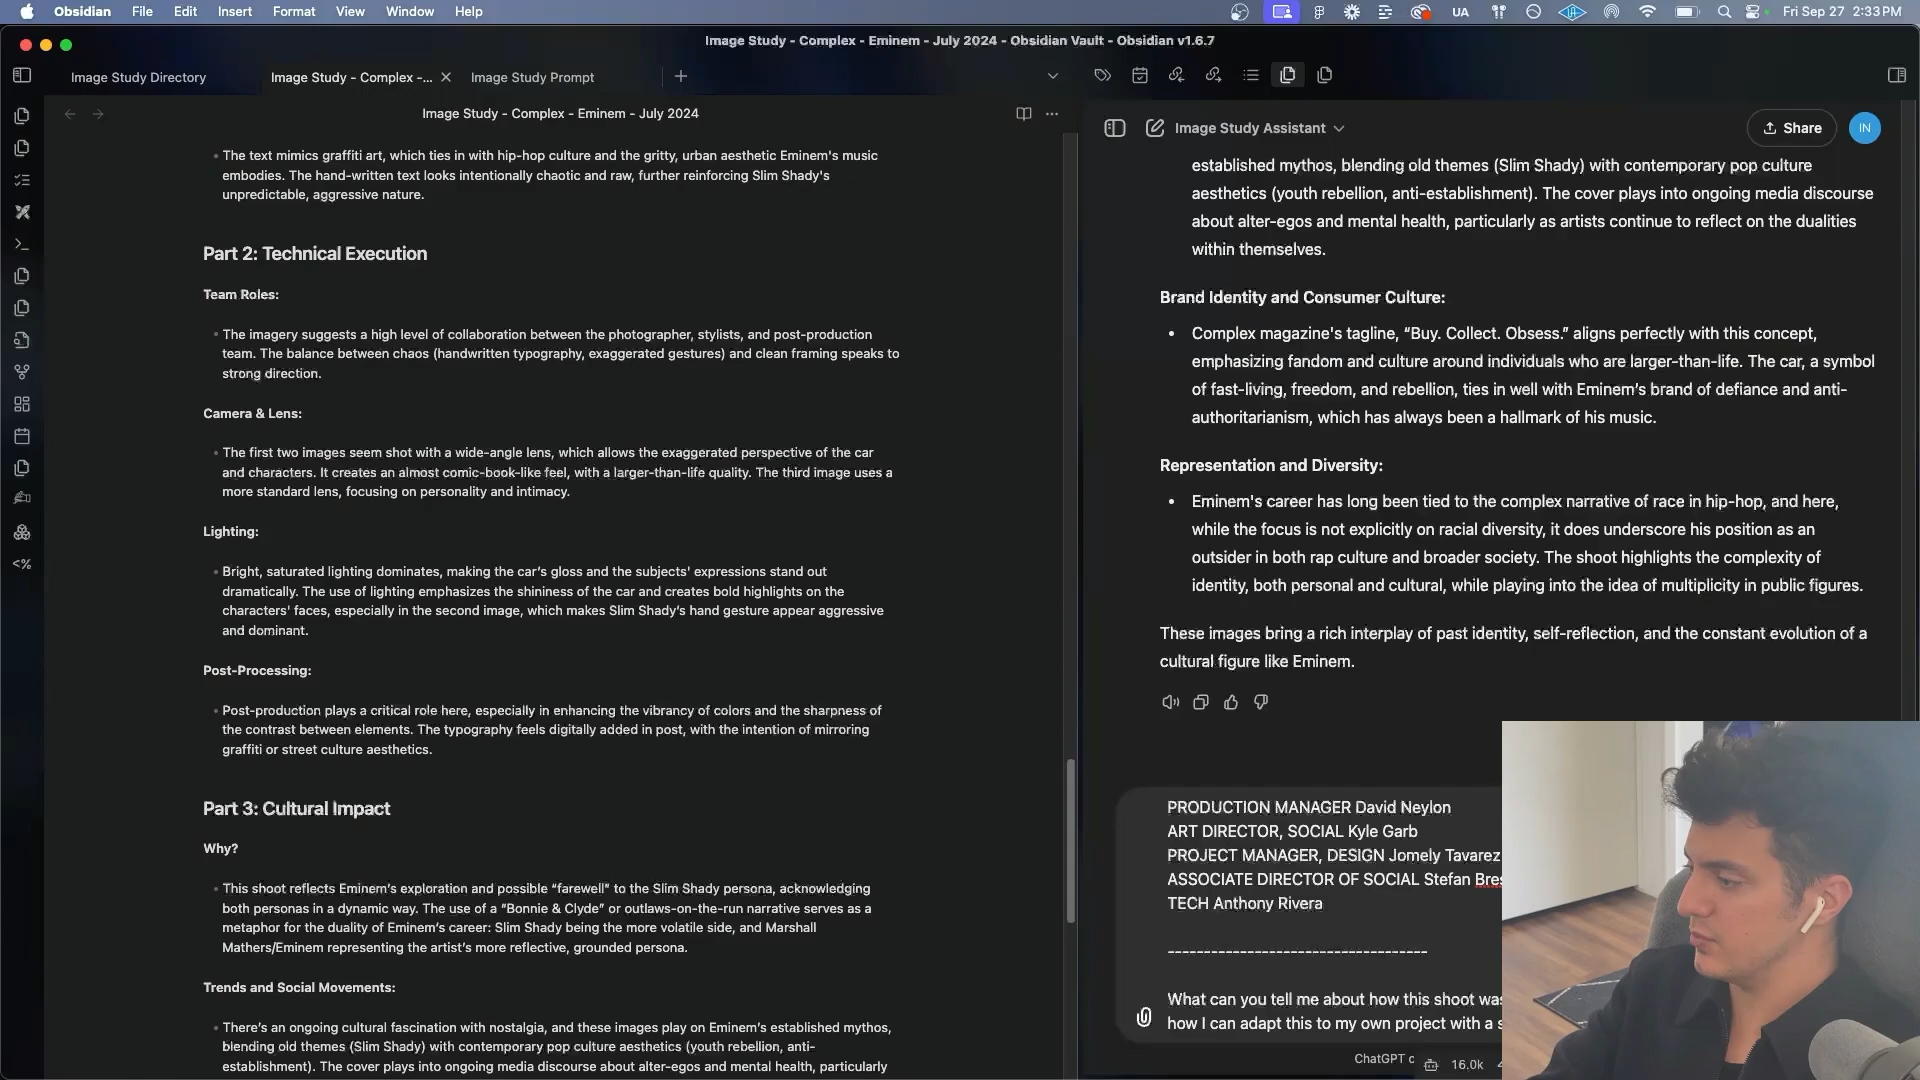 Obsidian File Edit Insert Format View Window Help
UA
Fri Sep 27 2:33 PM
Image Study - Complex - Eminem - July 2024 - Obsidian Vault - Obsidian v1.6.7
Image Study Directory
Image Study - Complex -...
Image Study Prompt
Image Study - Complex - Eminem - July 2024
The text mimics graffiti art, which ties in with hip-hop culture and the gritty, urban aesthetic Eminem's music
embodies. The hand-written text looks intentionally chaotic and raw, further reinforcing Slim Shady's
unpredictable, aggressive nature.
Part 2: Technical Execution
Team Roles:
The imagery suggests a high level of collaboration between the photographer, stylists, and post-production
team. The balance between chaos (handwritten typography, exaggerated gestures) and clean framing speaks to
strong direction.
Camera & Lens:
The first two images seem shot with a wide-angle lens, which allows the exaggerated perspective of the car
and characters. It creates an almost comic-book-like feel, with a larger-than-life quality. The third image uses a
more standard lens, focusing on personality and intimacy.
Lighting:
Bright, saturated lighting dominates, making the car's gloss and the subjects' expressions stand out
dramatically. The use of lighting emphasizes the shininess of the car and creates bold highlights on the
characters' faces, especially in the second image, which makes Slim Shady's hand gesture appear aggressive
and dominant.
Post-Processing:
Post-production plays a critical role here, especially in enhancing the vibrancy of colors and the sharpness of
the contrast between elements. The typography feels digitally added in post, with the intention of mirroring
graffiti or street culture aesthetics.
Part 3: Cultural Impact
Why?
This shoot reflects Eminem's exploration and possible “farewell” to the Slim Shady persona, acknowledging
both personas in a dynamic way. The use of a “Bonnie & Clyde” or outlaws-on-the-run narrative serves as a
metaphor for the duality of Eminem's career: Slim Shady being the more volatile side, and Marshall
Mathers/Eminem representing the artist's more reflective, grounded persona.
Trends and Social Movements:
There's an ongoing cultural fascination with nostalgia, and these images play on Eminem's established mythos,
blending old themes (Slim Shady) with contemporary pop culture aesthetics (youth rebellion, anti-
establishment). The cover plays into ongoing media discourse about alter-egos and mental health, particularly
Image Study Assistant
Share
IN
established mythos, blending old themes (Slim Shady) with contemporary pop culture
aesthetics (youth rebellion, anti-establishment). The cover plays into ongoing media discourse
about alter-egos and mental health, particularly as artists continue to reflect on the dualities
within themselves.
Brand Identity and Consumer Culture:
Complex magazine's tagline, “Buy. Collect. Obsess.” aligns perfectly with this concept,
emphasizing fandom and culture around individuals who are larger-than-life. The car, a symbol
of fast-living, freedom, and rebellion, ties in well with Eminem's brand of defiance and anti-
authoritarianism, which has always been a hallmark of his music.
Representation and Diversity:
Eminem's career has long been tied to the complex narrative of race in hip-hop, and here,
while the focus is not explicitly on racial diversity, it does underscore his position as an
outsider in both rap culture and broader society. The shoot highlights the complexity of
identity, both personal and cultural, while playing into the idea of multiplicity in public figures.
These images bring a rich interplay of past identity, self-reflection, and the constant evolution of a
cultural figure like Eminem.
PRODUCTION MANAGER David Neylon
ART DIRECTOR, SOCIAL Kyle Garb
PROJECT MANAGER, DESIGN Jomely Tavarez
ASSOCIATE DIRECTOR OF SOCIAL Stefan Bres
TECH Anthony Rivera
------------------------------------
What can you tell me about how this shoot was
how I can adapt this to my own project with a s
ChatGPT c
16.0k